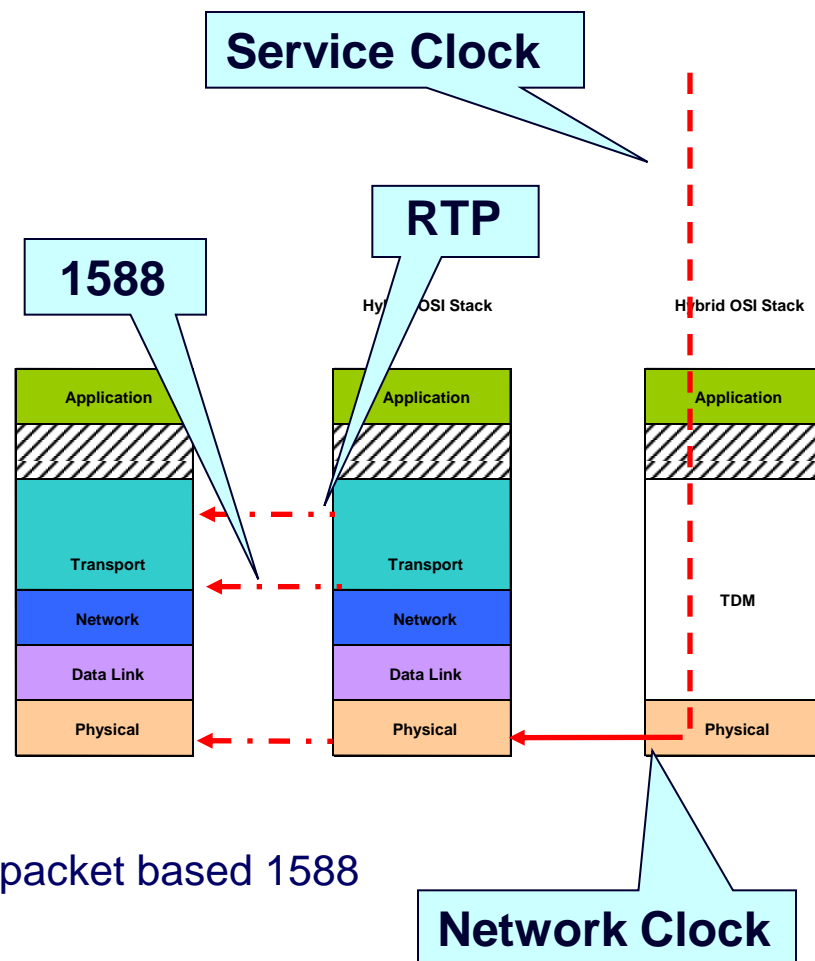 Service Clock
RTP
1588
Hybrid OSI Stack
Hybrid OSI Stack
Application
Application
Application
Transport
Transport
TDM
Network
Network
Data Link
Data Link
Physical
Physical
Physical
packet based 1588
Network Clock